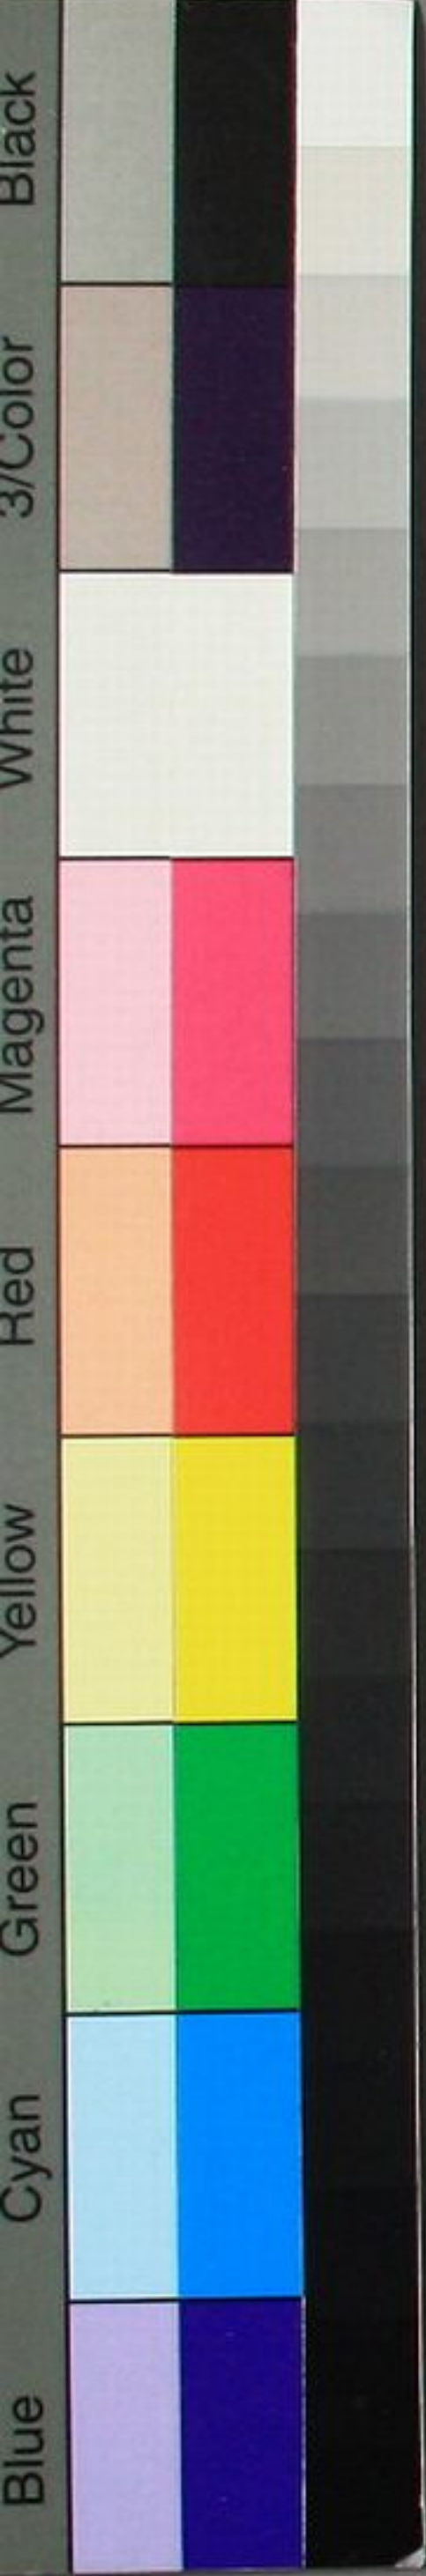 Blue
Cyan
Green
Yellow
Red
Magenta
White
3/Color
Black